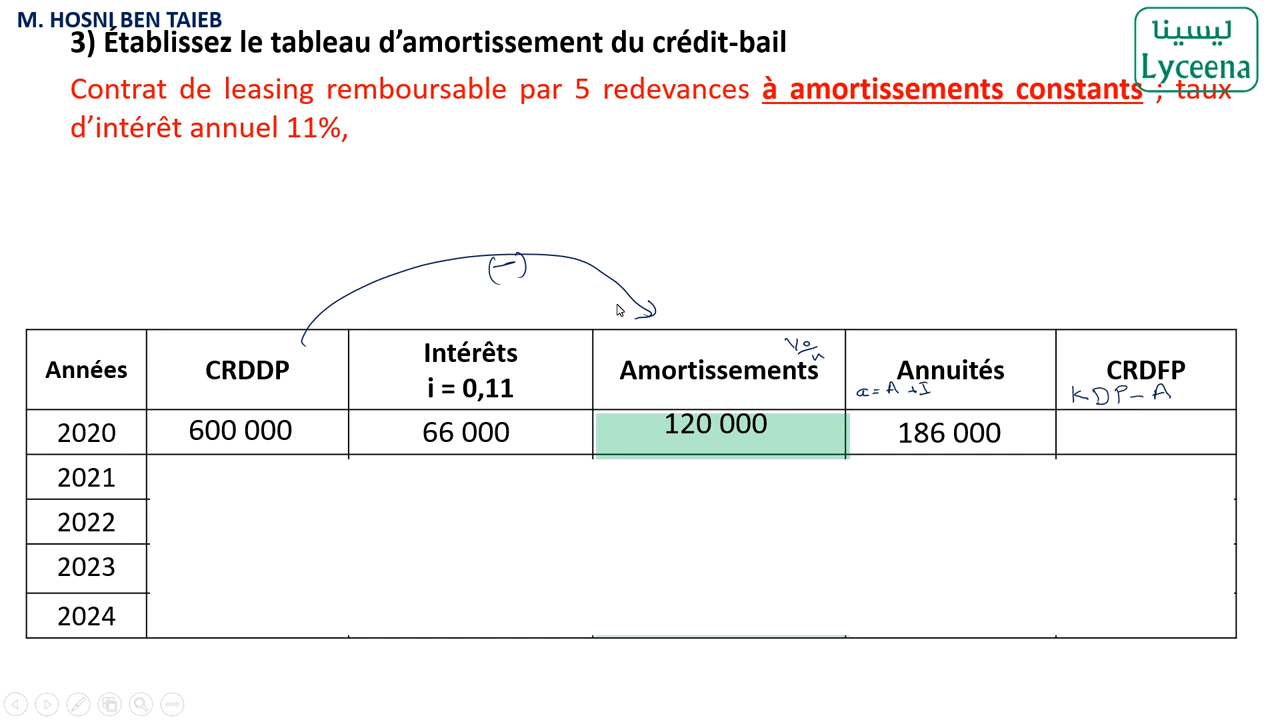 M. HOSNI BEN TAIEB
ليسينا
Lyceena
3) Établissez le tableau d’amortissement du crédit-bail
Contrat de leasing remboursable par 5 redevances à amortissements constants ; taux
d’intérêt annuel 11%,
(-)
Années CRDDP Intérêts i = 0,11 Amortissements V0/n Annuités a = A + I CRDFP KDP - A
2020 600 000 66 000 120 000 186 000
2021
2022
2023
2024